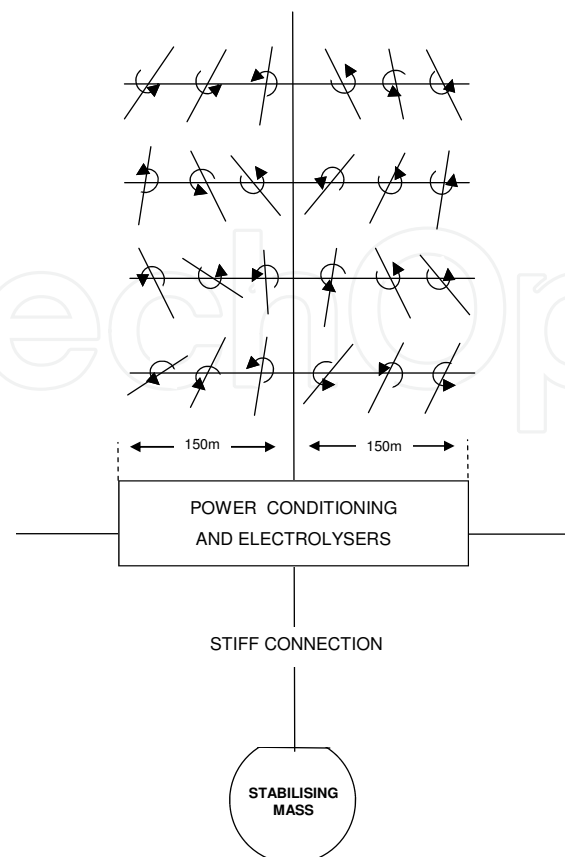 150m
150m
POWER CONDITIONING
AND ELECTROLYSERS
STIFF CONNECTION
STABILISING
MASS